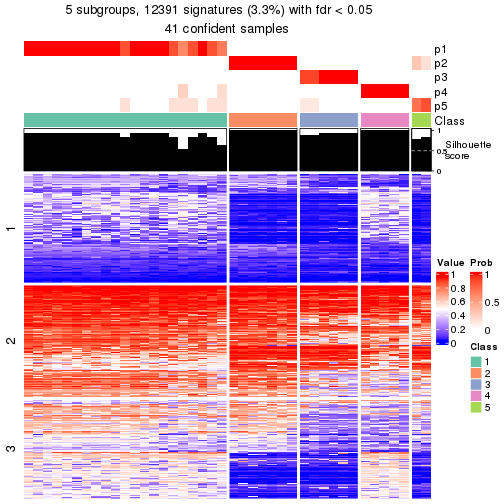 5 subgroups, 12391 signatures (3.3%) with fdr < 0.05
41 confident samples
p1
p2
p3
p4
p5
Class
1
0.5
0
Silhouette
score
1
2
3
Value
1
0.8
0.6
0.4
0.2
0
Prob
1
0.5
0
Class
1
2
3
4
5